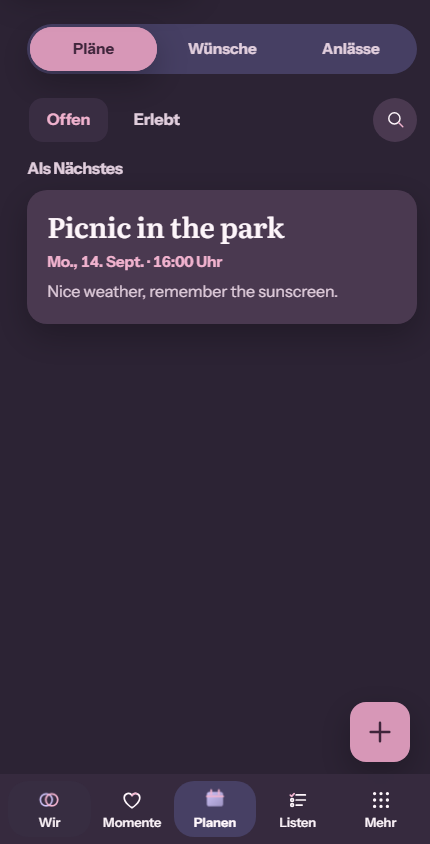 Pläne Wünsche Anlässe
Offen Erlebt
Als Nächstes
Picnic in the park
Mo., 14. Sept. · 16:00 Uhr
Nice weather, remember the sunscreen.
Wir Momente Planen Listen Mehr